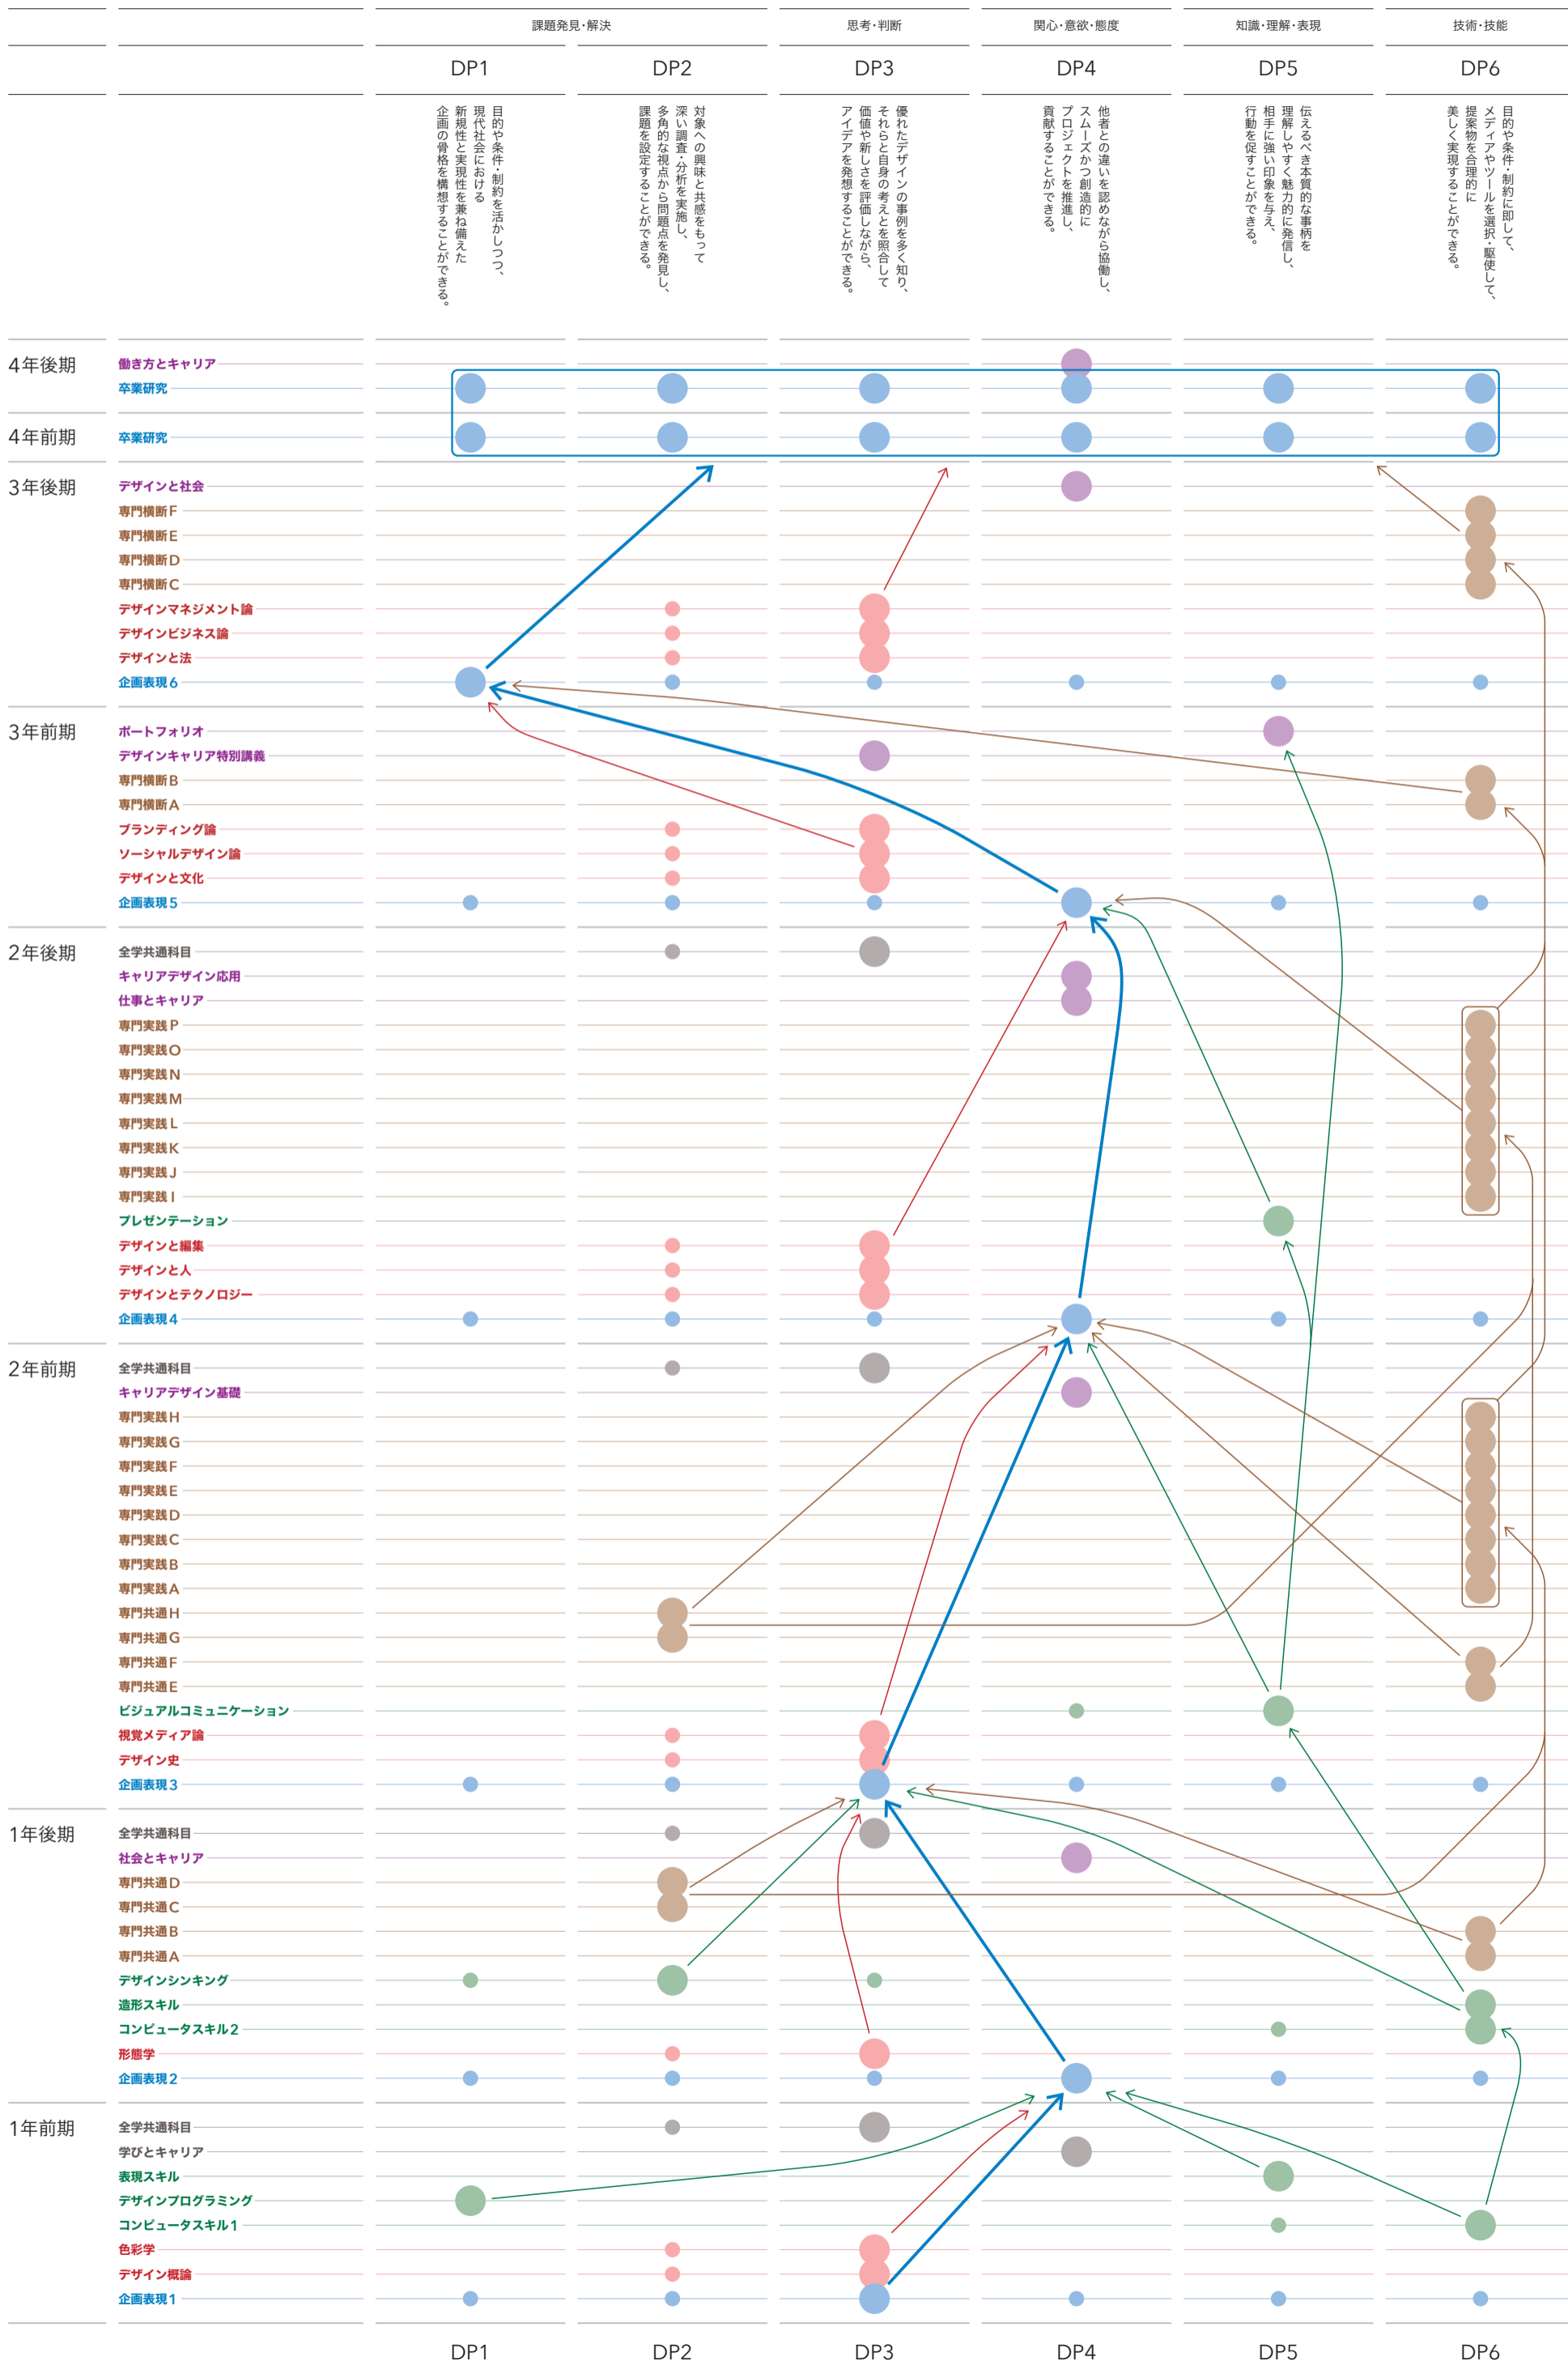 課題発見・解決
思考・判断
関心・意欲・態度
知識・理解・表現
技術・技能
DP1
DP2
DP3
DP4
DP5
DP6
目的や条件・制約を活かしつつ、
現代社会における
新規性と実現性を兼ね備えた
企画の骨格を構想することができる。
対象への興味と共感をもって
深い調査・分析を実施し、
多角的な視点から問題点を発見し、
課題を設定することができる。
優れたデザインの事例を多く知り、
それらと自身の考えとを照合して
価値や新しさを評価しながら、
アイデアを発想することができる。
他者との違いを認めながら協働し、
スムーズかつ創造的に
プロジェクトを推進し、
貢献することができる。
伝えるべき本質的な事柄を
理解しやすく魅力的に発信し、
相手に強い印象を与え、
行動を促すことができる。
目的や条件・制約に即して、
メディアやツールを選択・駆使して、
提案物を合理的に
美しく実現することができる。
4年後期
働き方とキャリア
卒業研究
4年前期
卒業研究
3年後期
デザインと社会
専門横断F
専門横断E
専門横断D
専門横断C
デザインマネジメント論
デザインビジネス論
デザインと法
企画表現6
3年前期
ポートフォリオ
デザインキャリア特別講義
専門横断B
専門横断A
ブランディング論
ソーシャルデザイン論
デザインと文化
企画表現5
2年後期
全学共通科目
キャリアデザイン応用
仕事とキャリア
専門実践P
専門実践O
専門実践N
専門実践M
専門実践L
専門実践K
専門実践J
専門実践I
プレゼンテーション
デザインと編集
デザインと人
デザインとテクノロジー
企画表現4
2年前期
全学共通科目
キャリアデザイン基礎
専門実践H
専門実践G
専門実践F
専門実践E
専門実践D
専門実践C
専門実践B
専門実践A
専門共通H
専門共通G
専門共通F
専門共通E
ビジュアルコミュニケーション
視覚メディア論
デザイン史
企画表現3
1年後期
全学共通科目
社会とキャリア
専門共通D
専門共通C
専門共通B
専門共通A
デザインシンキング
造形スキル
コンピュータスキル2
形態学
企画表現2
1年前期
全学共通科目
学びとキャリア
表現スキル
デザインプログラミング
コンピュータスキル1
色彩学
デザイン概論
企画表現1
DP1
DP2
DP3
DP4
DP5
DP6